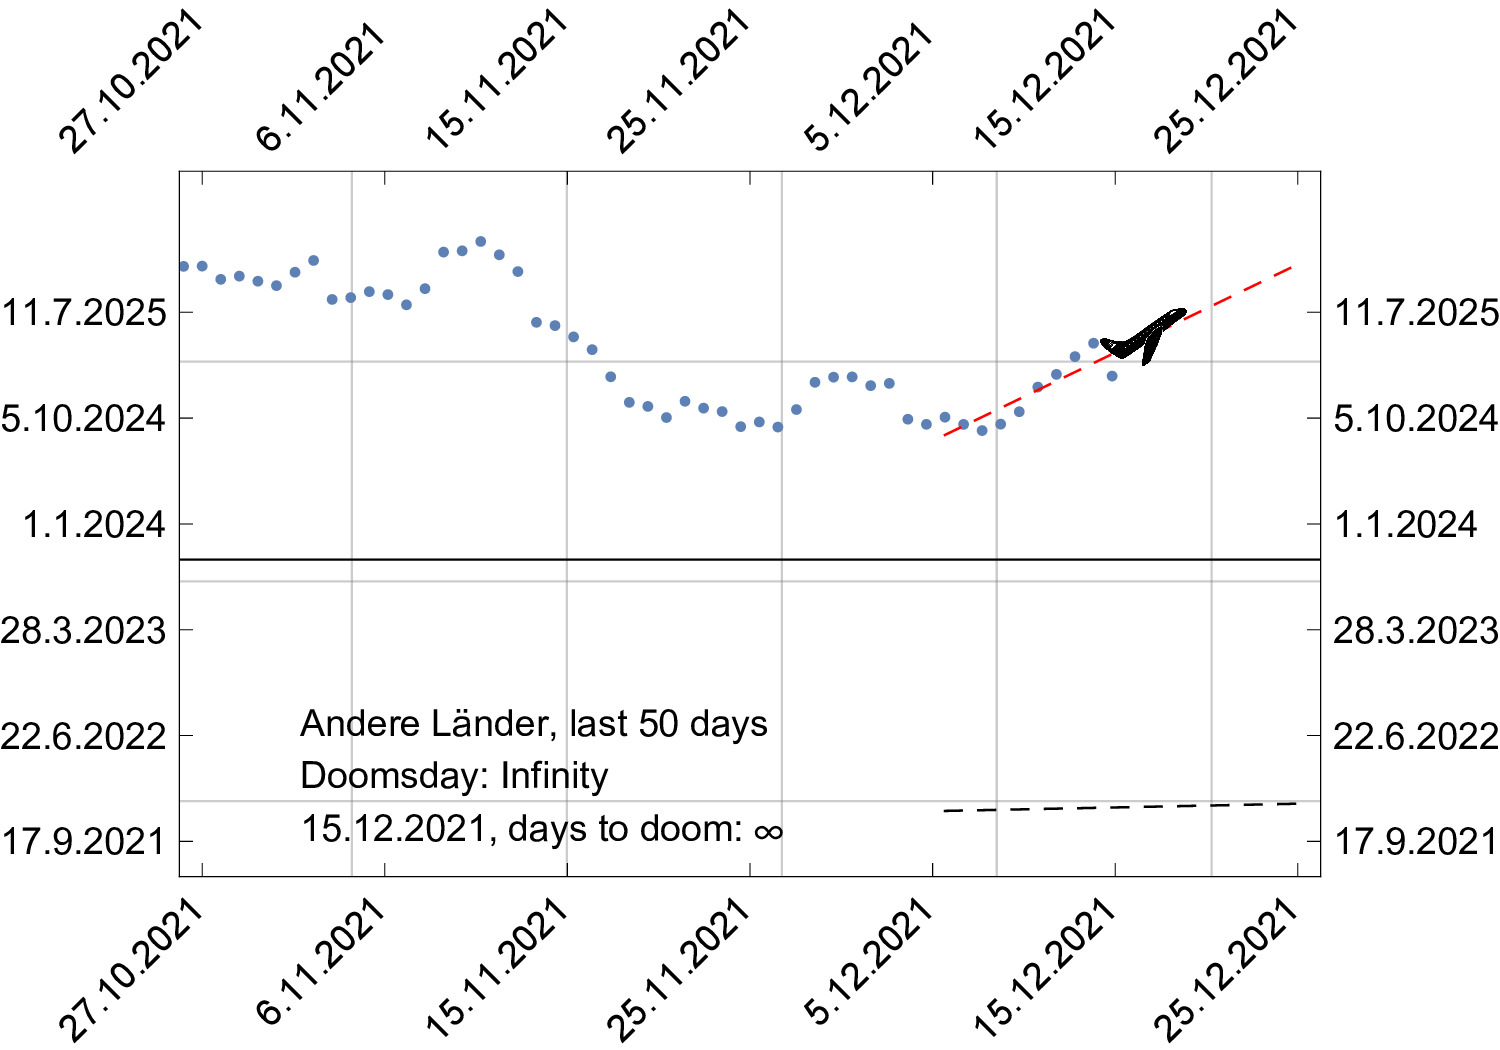 27.10.2021 6.11.2021 15.11.2021 25.11.2021 5.12.2021 15.12.2021 25.12.2021
11.7.2025 11.7.2025
5.10.2024 5.10.2024
1.1.2024 1.1.2024
28.3.2023 28.3.2023
Andere Länder, last 50 days
22.6.2022 22.6.2022
Doomsday: Infinity
15.12.2021, days to doom: ∞
17.9.2021 17.9.2021
27.10.2021 6.11.2021 15.11.2021 25.11.2021 5.12.2021 15.12.2021 25.12.2021